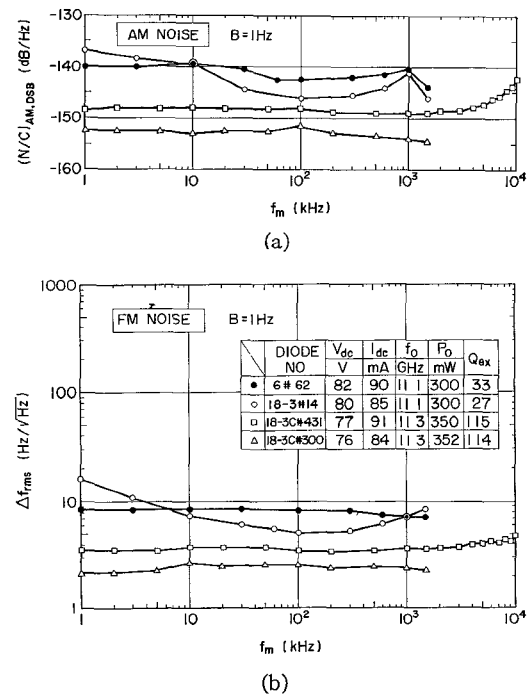 AM NOISE B=1Hz
(N/C)AM,DSB (dB/Hz)
-130
-140
-150
-160
1 10 10² 10³ 10⁴
fm (kHz)
(a)
FM NOISE B=1Hz
Δfrms (Hz/√Hz)
1000
100
10
1
DIODE NO Vdc V Idc mA fo GHz Po mW Qex
● 6#62 82 90 11 1 300 33
○ 18-3#14 80 85 11 1 300 27
□ 18-3C#431 77 91 11 3 350 115
△ 18-3C#300 76 84 11 3 352 114
1 10 10² 10³ 10⁴
fm (kHz)
(b)